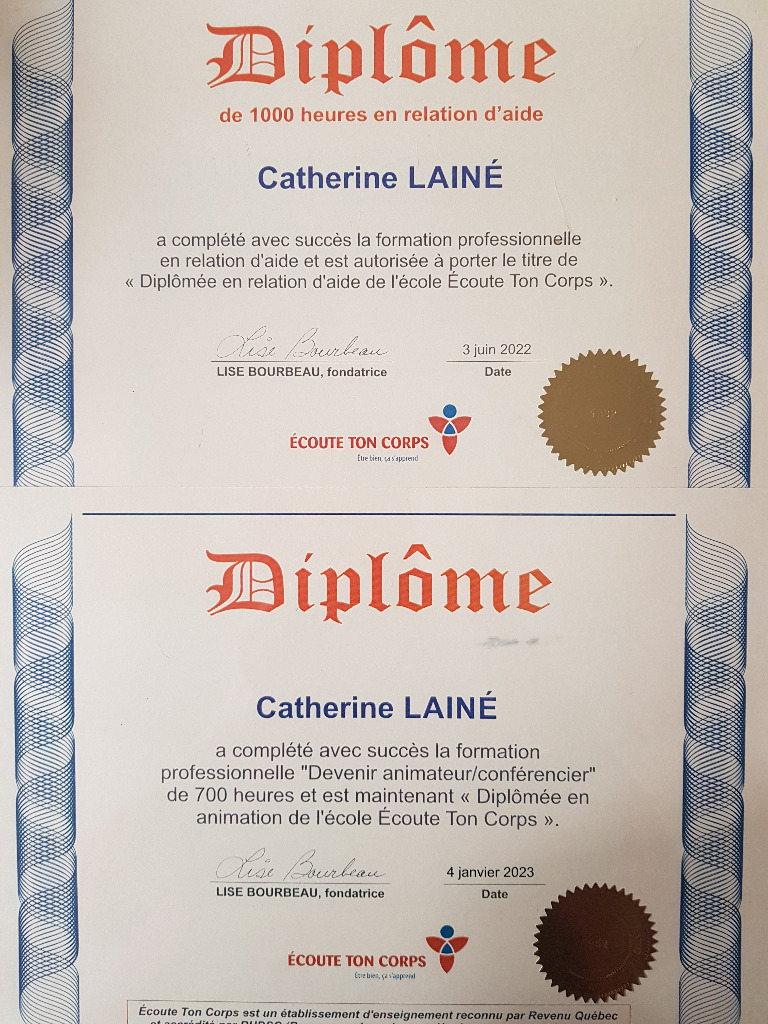 Diplôme
de 1000 heures en relation d'aide
Catherine LAINÉ
a complété avec succès la formation professionnelle
en relation d'aide et est autorisée à porter le titre de
« Diplômée en relation d'aide de l'école Écoute Ton Corps ».
Lise Bourbeau
3 juin 2022
LISE BOURBEAU, fondatrice
Date
ÉCOUTE TON CORPS
Être bien, ça s'apprend
Diplôme
Catherine LAINÉ
a complété avec succès la formation
professionnelle "Devenir animateur/conférencier"
de 700 heures et est maintenant « Diplômée en
animation de l'école Écoute Ton Corps ».
Lise Bourbeau
4 janvier 2023
LISE BOURBEAU, fondatrice
Date
ÉCOUTE TON CORPS
Être bien, ça s'apprend
Écoute Ton Corps est un établissement d'enseignement reconnu par Revenu Québec